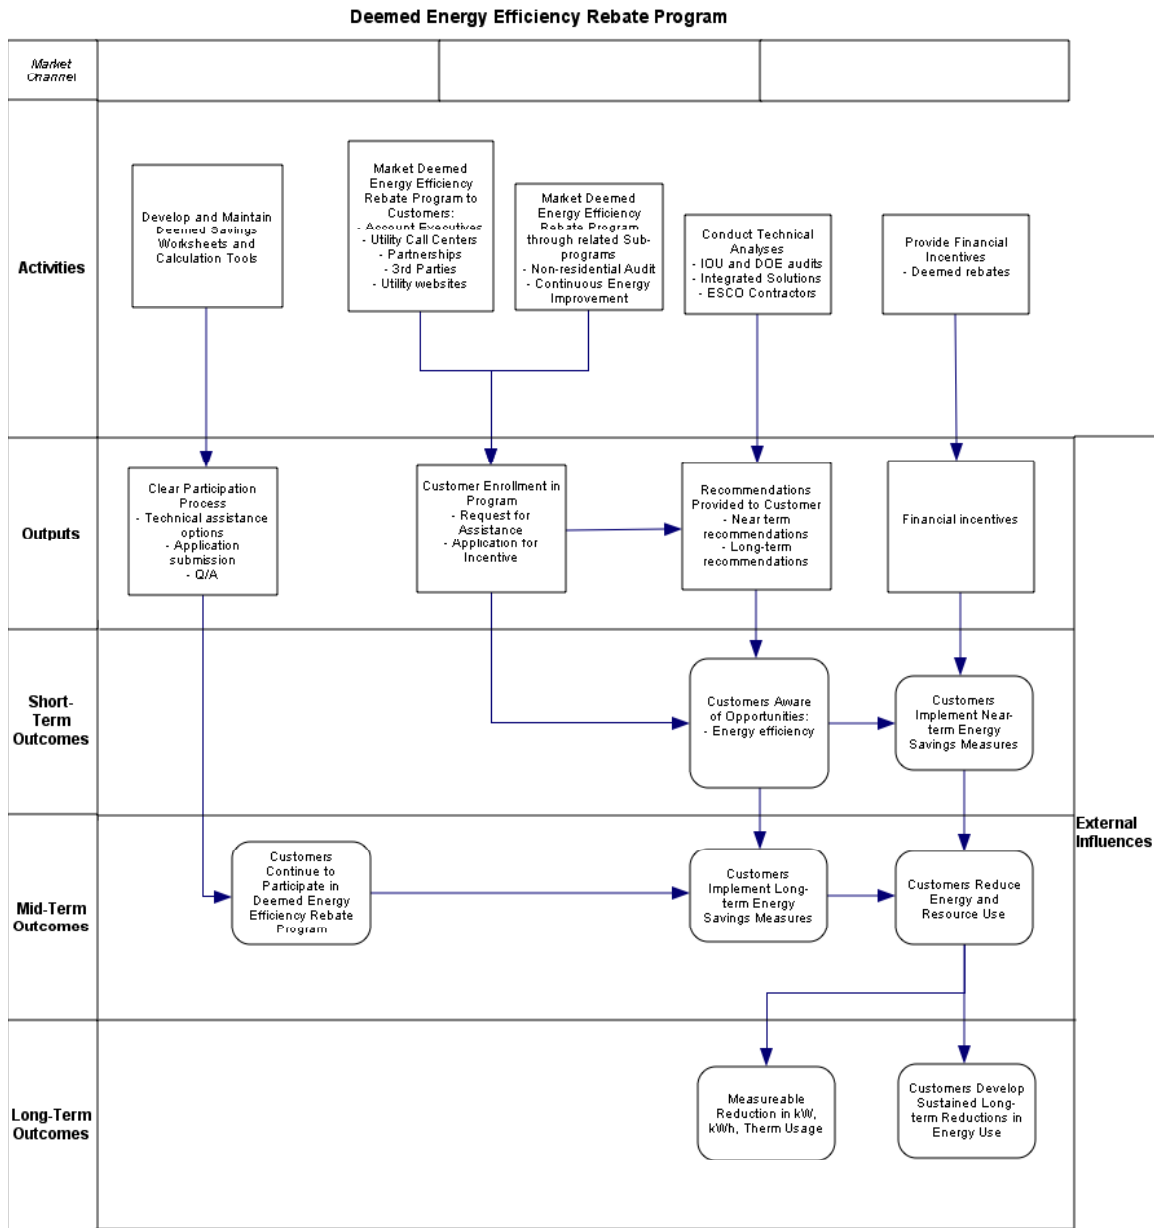 Deemed Energy Efficiency Rebate Program
Market
Channel
Activities
Develop and Maintain
Deemed Savings
Worksheets and
Calculation Tools
Market Deemed
Energy Efficiency
Rebate Program to
Customers:
- Account Executives
- Utility Call Centers
- Partnerships
- 3rd Parties
- Utility websites
Market Deemed
Energy Efficiency
Rebate Program
through related Sub-
programs
- Non-residential Audit
- Continuous Energy
Improvement
Conduct Technical
Analyses
- IOU and DOE audits
- Integrated Solutions
- ESCO Contractors
Provide Financial
Incentives
- Deemed rebates
Outputs
Clear Participation
Process
- Technical assistance
options
- Application
submission
- Q/A
Customer Enrollment in
Program
- Request for
Assistance
- Application for
Incentive
Recommendations
Provided to Customer
- Near term
recommendations
- Long-term
recommendations
Financial incentives
Short-
Term
Outcomes
Customers Aware
of Opportunities:
- Energy efficiency
Customers
Implement Near-
term Energy
Savings Measures
External
Influences
Mid-Term
Outcomes
Customers
Continue to
Participate in
Deemed Energy
Efficiency Rebate
Program
Customers
Implement Long-
term Energy
Savings Measures
Customers Reduce
Energy and
Resource Use
Long-Term
Outcomes
Measureable
Reduction in kW,
kWh, Therm Usage
Customers Develop
Sustained Long-
term Reductions in
Energy Use